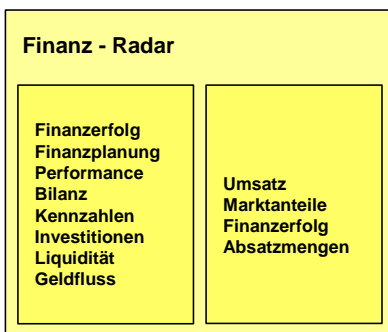 Finanz - Radar
Finanzerfolg
Finanzplanung
Performance
Bilanz
Kennzahlen
Investitionen
Liquidität
Geldfluss
Umsatz
Marktanteile
Finanzerfolg
Absatzmengen